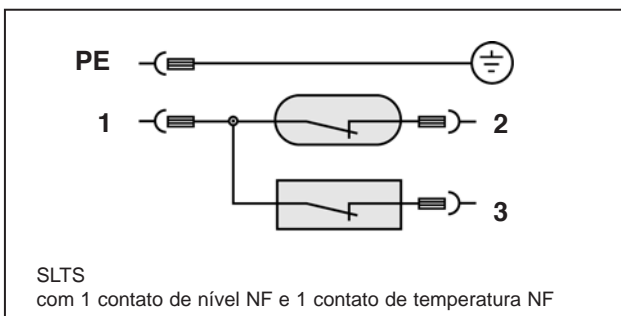 PE
1
2
3
SLTS
com 1 contato de nível NF e 1 contato de temperatura NF